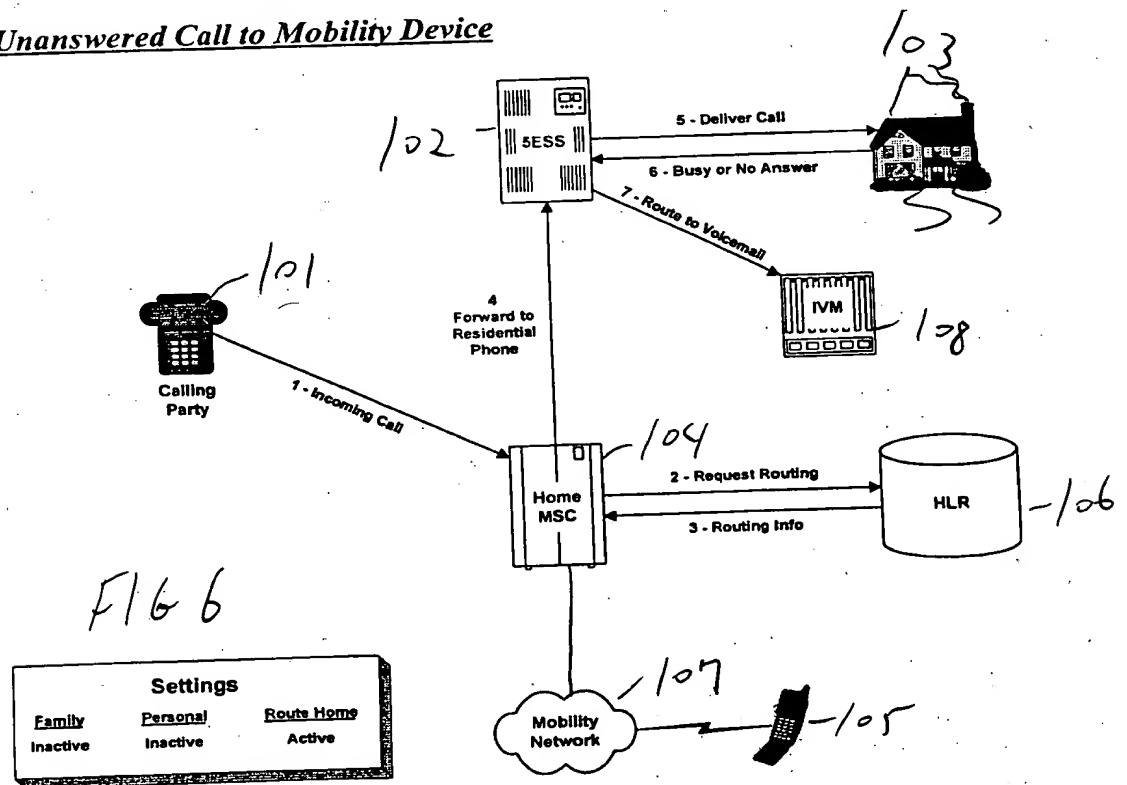 Unanswered Call to Mobility Device
103
102
5ESS
5 - Deliver Call
6 - Busy or No Answer
7 - Route to Voicemail
101
4
Forward to
Residential
Phone
IVM
108
Calling
Party
1 - Incoming Call
104
Home
MSC
2 - Request Routing
3 - Routing Info
HLR
106
FIG 6
Settings
Family
Personal
Route Home
Inactive
Inactive
Active
107
Mobility
Network
105